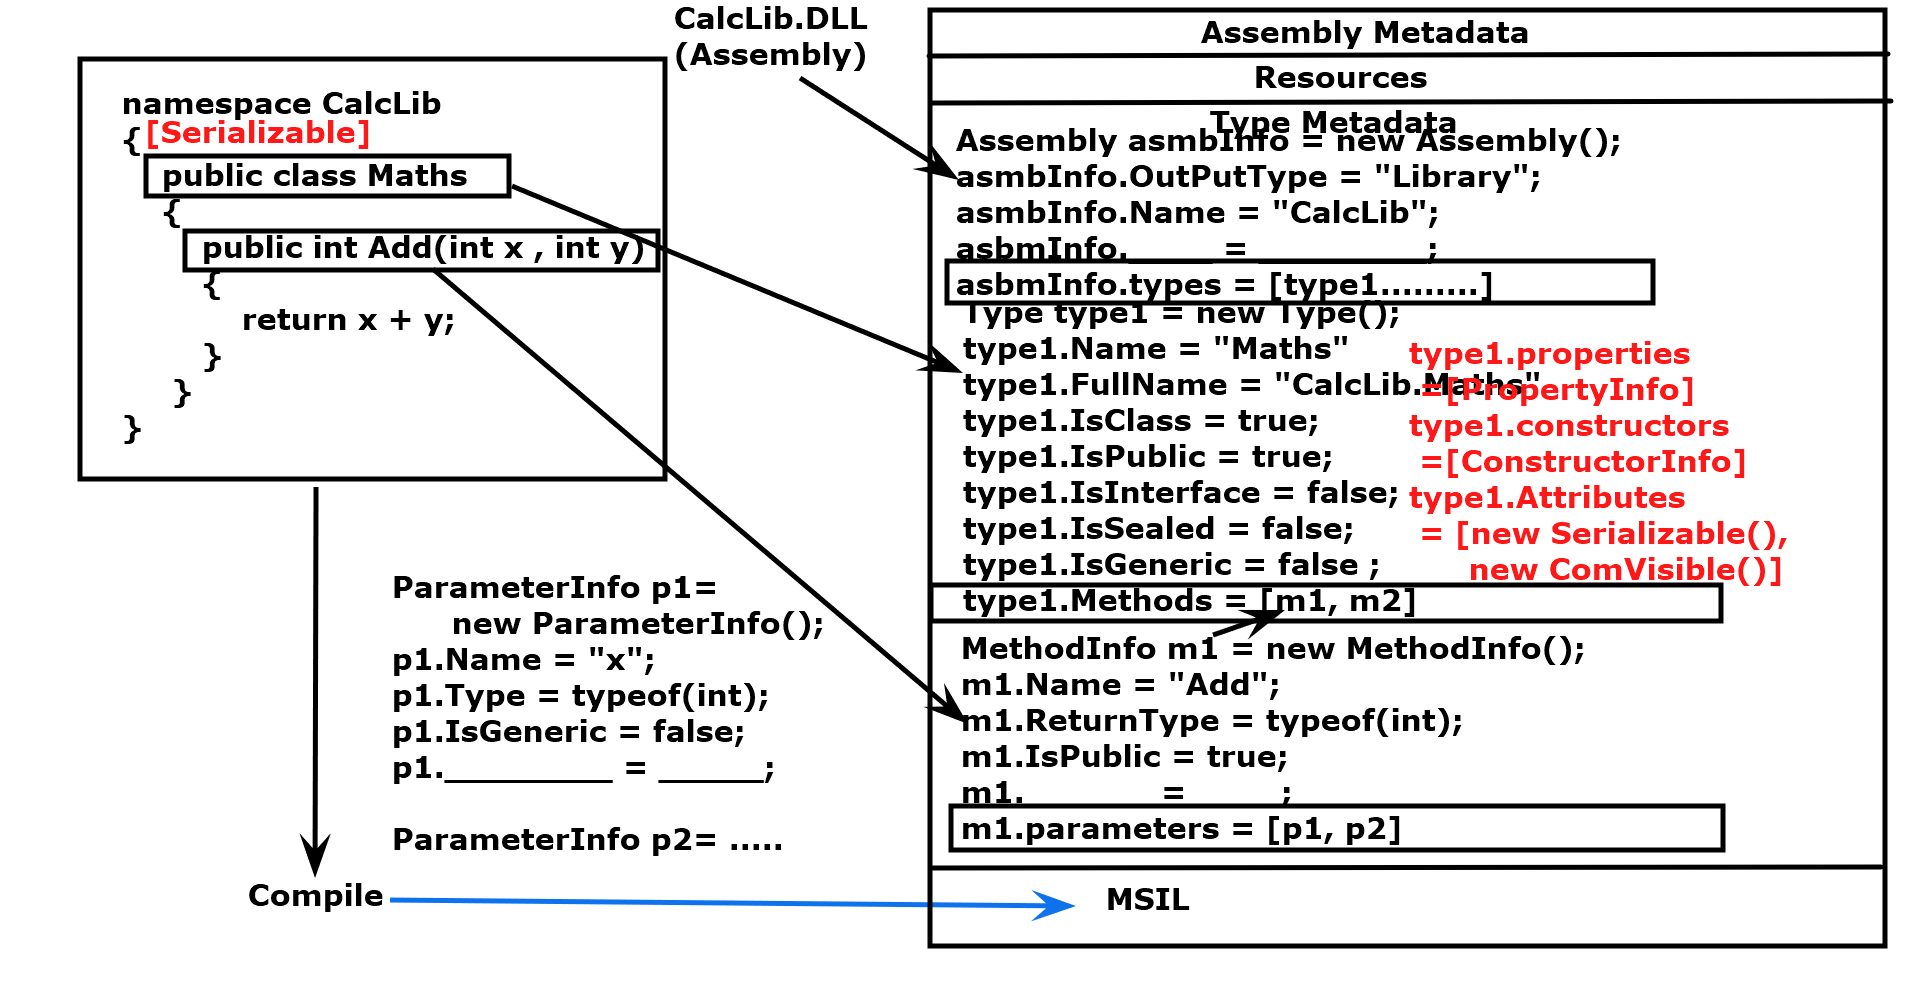 CalcLib.DLL
(Assembly)
namespace CalcLib
{
[Serializable]
public class Maths
{
public int Add(int x , int y)
{
return x + y;
}
}
}
ParameterInfo p1=
new ParameterInfo();
p1.Name = "x";
p1.Type = typeof(int);
p1.IsGeneric = false;
p1.__________ = ______;
ParameterInfo p2= .....
Compile
Assembly Metadata
Resources
Type Metadata
Assembly asmbInfo = new Assembly();
asmbInfo.OutPutType = "Library";
asmbInfo.Name = "CalcLib";
asbmInfo._____ = __________;
asbmInfo.types = [type1.........]
Type type1 = new Type();
type1.Name = "Maths"
type1.FullName = "CalcLib.Maths"
type1.IsClass = true;
type1.IsPublic = true;
type1.IsInterface = false;
type1.IsSealed = false;
type1.IsGeneric = false ;
type1.Methods = [m1, m2]
type1.properties
=[PropertyInfo]
type1.constructors
=[ConstructorInfo]
type1.Attributes
= [new Serializable(),
new ComVisible()]
MethodInfo m1 = new MethodInfo();
m1.Name = "Add";
m1.ReturnType = typeof(int);
m1.IsPublic = true;
m1.________ = _____;
m1.parameters = [p1, p2]
MSIL